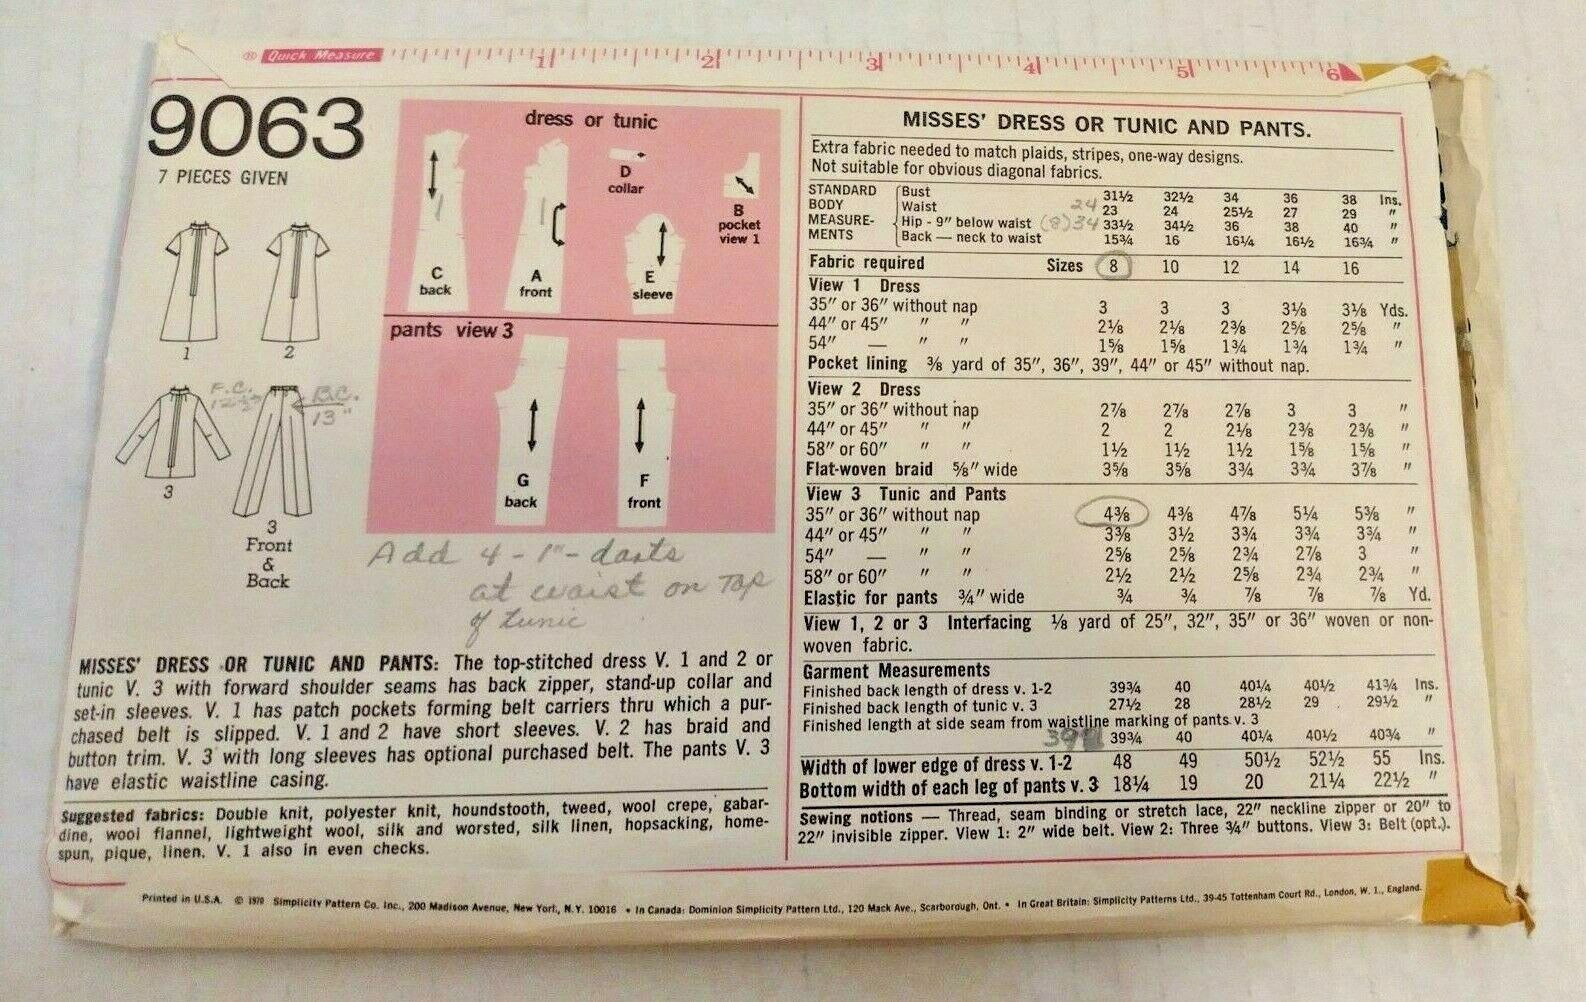 ® Quick Measure 1 2 3 4 5 6
9063
7 PIECES GIVEN
1
2
F.C.
12½"
B.C.
13"
3
3
Front
&
Back
dress or tunic
C
back
1
A
front
1
D
collar
E
sleeve
B
pocket
view 1
pants view 3
G
back
F
front
Add 4 - 1" - darts
at waist on top
of tunic
MISSES' DRESS OR TUNIC AND PANTS: The top-stitched dress V. 1 and 2 or
tunic V. 3 with forward shoulder seams has back zipper, stand-up collar and
set-in sleeves. V. 1 has patch pockets forming belt carriers thru which a pur-
chased belt is slipped. V. 1 and 2 have short sleeves. V. 2 has braid and
button trim. V. 3 with long sleeves has optional purchased belt. The pants V. 3
have elastic waistline casing.
Suggested fabrics: Double knit, polyester knit, houndstooth, tweed, wool crepe, gabar-
dine, wool flannel, lightweight wool, silk and worsted, silk linen, hopsacking, home-
spun, pique, linen. V. 1 also in even checks.
MISSES' DRESS OR TUNIC AND PANTS.
Extra fabric needed to match plaids, stripes, one-way designs.
Not suitable for obvious diagonal fabrics.
STANDARD BODY MEASURE-MENTS
Bust 31½ 32½ 34 36 38 Ins.
Waist 24 23 24 25½ 27 29 "
Hip - 9" below waist (8) 34 33½ 34½ 36 38 40 "
Back — neck to waist 15¾ 16 16¼ 16½ 16¾ "
Fabric required Sizes 8 10 12 14 16
View 1 Dress
35" or 36" without nap 3 3 3 3⅛ 3⅛ Yds.
44" or 45" " " 2⅛ 2⅛ 2⅜ 2⅝ 2⅝ "
54" — " " 1⅝ 1⅝ 1¾ 1¾ 1¾ "
Pocket lining ⅜ yard of 35", 36", 39", 44" or 45" without nap.
View 2 Dress
35" or 36" without nap 2⅞ 2⅞ 2⅞ 3 3 "
44" or 45" " " 2 2 2⅛ 2⅜ 2⅜ "
58" or 60" " " 1½ 1½ 1½ 1⅝ 1⅝ "
Flat-woven braid ⅝" wide 3⅝ 3⅝ 3¾ 3¾ 3⅞ "
View 3 Tunic and Pants
35" or 36" without nap 4⅜ 4⅜ 4⅞ 5¼ 5⅜ "
44" or 45" " " 3⅜ 3½ 3¾ 3¾ 3¾ "
54" — " " 2⅝ 2⅝ 2¾ 2⅞ 3 "
58" or 60" " " 2½ 2½ 2⅝ 2¾ 2¾ "
Elastic for pants ¾" wide ¾ ¾ ⅞ ⅞ ⅞ Yd.
View 1, 2 or 3 Interfacing ⅛ yard of 25", 32", 35" or 36" woven or non-
woven fabric.
Garment Measurements
Finished back length of dress v. 1-2 39¾ 40 40¼ 40½ 41¾ Ins.
Finished back length of tunic v. 3 27½ 28 28½ 29 29½ "
Finished length at side seam from waistline marking of pants v. 3
39 39¾ 40 40¼ 40½ 40¾ "
Width of lower edge of dress v. 1-2 48 49 50½ 52½ 55 Ins.
Bottom width of each leg of pants v. 3 18¼ 19 20 21¼ 22½ "
Sewing notions — Thread, seam binding or stretch lace, 22" neckline zipper or 20" to
22" invisible zipper. View 1: 2" wide belt. View 2: Three ¾" buttons. View 3: Belt (opt.).
Printed in U.S.A. © 1970 Simplicity Pattern Co. Inc., 200 Madison Avenue, New York, N.Y. 10016 • In Canada: Dominion Simplicity Pattern Ltd., 120 Mack Ave., Scarborough, Ont. • In Great Britain: Simplicity Patterns Ltd., 39-45 Tottenham Court Rd., London, W. 1., England.